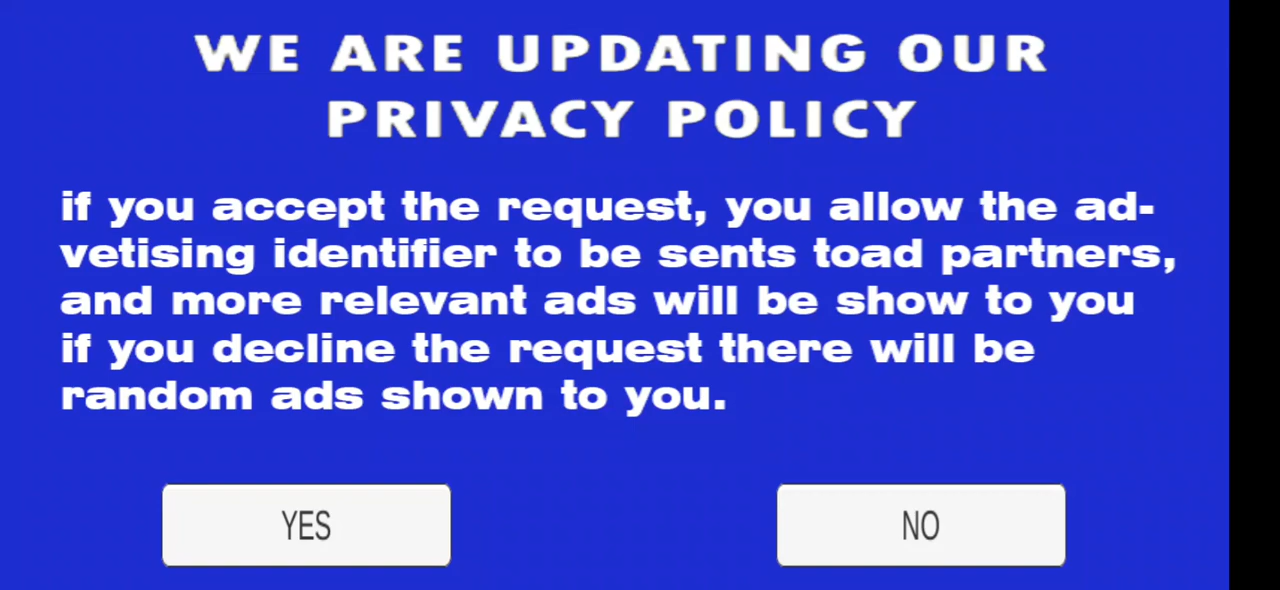 WE ARE UPDATING OUR
PRIVACY POLICY
if you accept the request, you allow the ad-
vetising identifier to be sents toad partners,
and more relevant ads will be show to you
if you decline the request there will be
random ads shown to you.
YES
NO